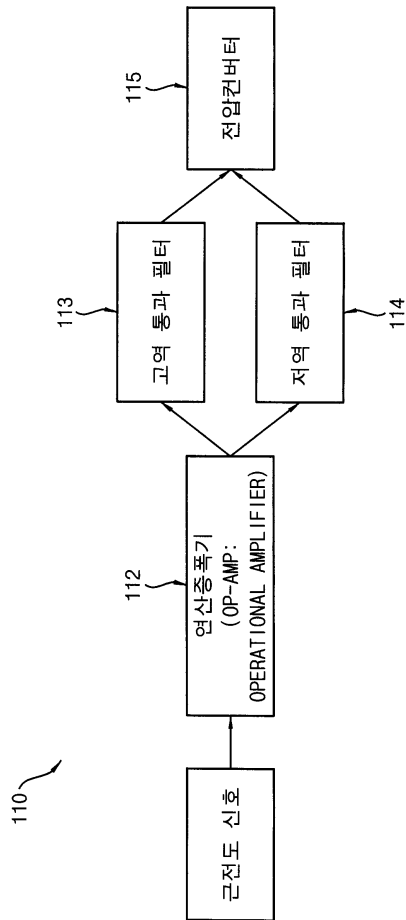 110
근전도 신호
112
연산증폭기
(OP-AMP:
OPERATIONAL AMPLIFIER)
113
고역 통과 필터
저역 통과 필터
114
115
전압컨버터